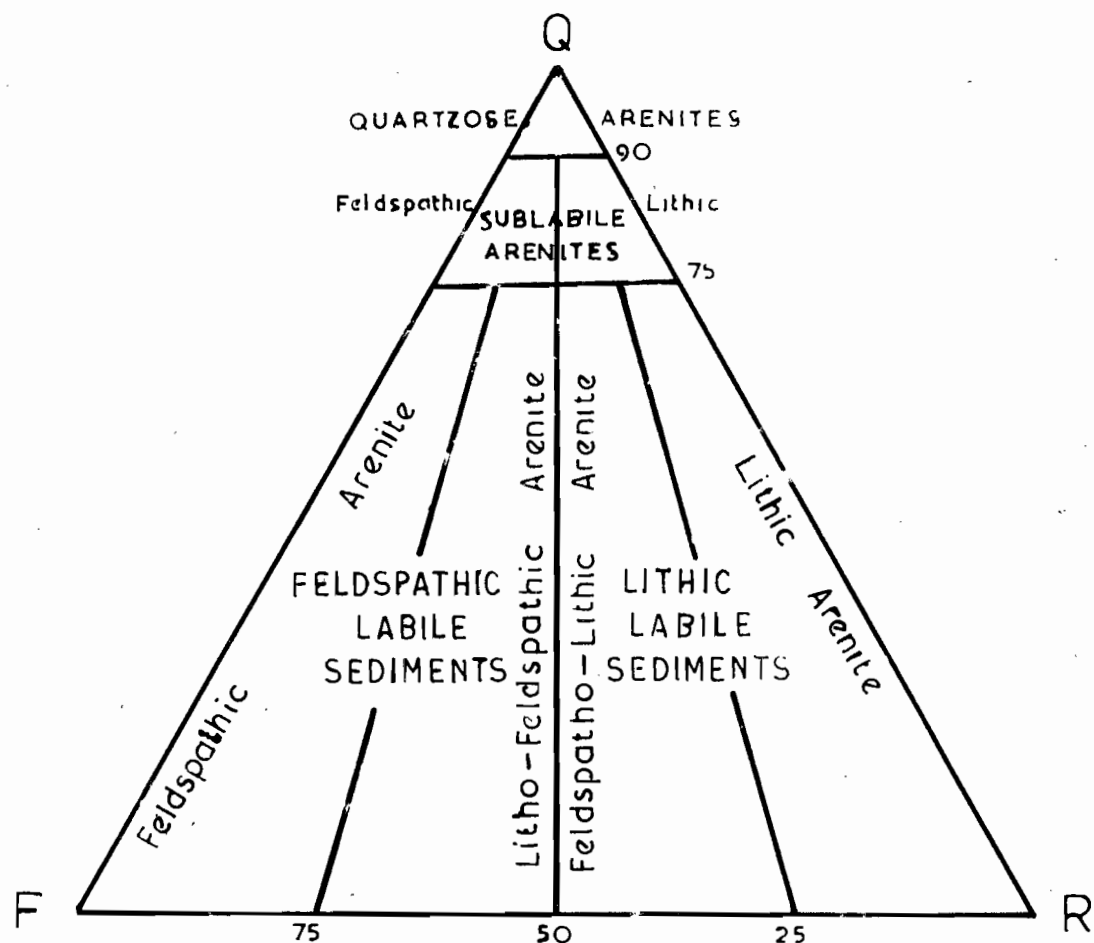 Q
QUARTZOSE ARENITES
90
Feldspathic Lithic
SUBLABILE
ARENITES
75
Feldspathic Arenite
Litho-Feldspathic Arenite
Feldspatho-Lithic Arenite
Lithic Arenite
FELDSPATHIC
LABILE
SEDIMENTS
LITHIC
LABILE
SEDIMENTS
F
R
75
50
25